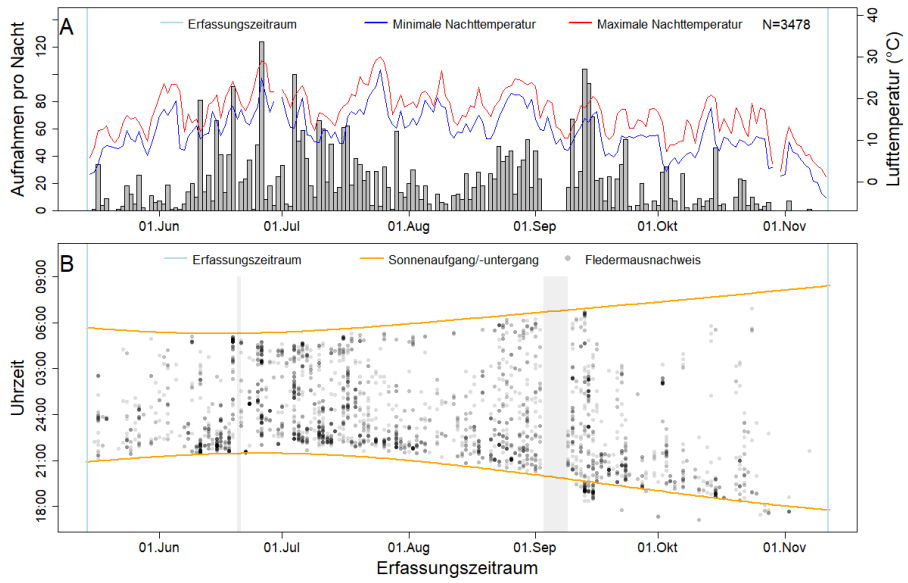 A Erfassungszeitraum Minimale Nachttemperatur Maximale Nachttemperatur N=3478
Aufnahmen pro Nacht
0 20 40 60 80 100 120
Lufttemperatur (°C)
0 10 20 30 40
01.Jun 01.Jul 01.Aug 01.Sep 01.Okt 01.Nov
B Erfassungszeitraum Sonnenaufgang/-untergang Fledermausnachweis
Uhrzeit
18:00 21:00 24:00 03:00 06:00 09:00
01.Jun 01.Jul 01.Aug 01.Sep 01.Okt 01.Nov
Erfassungszeitraum